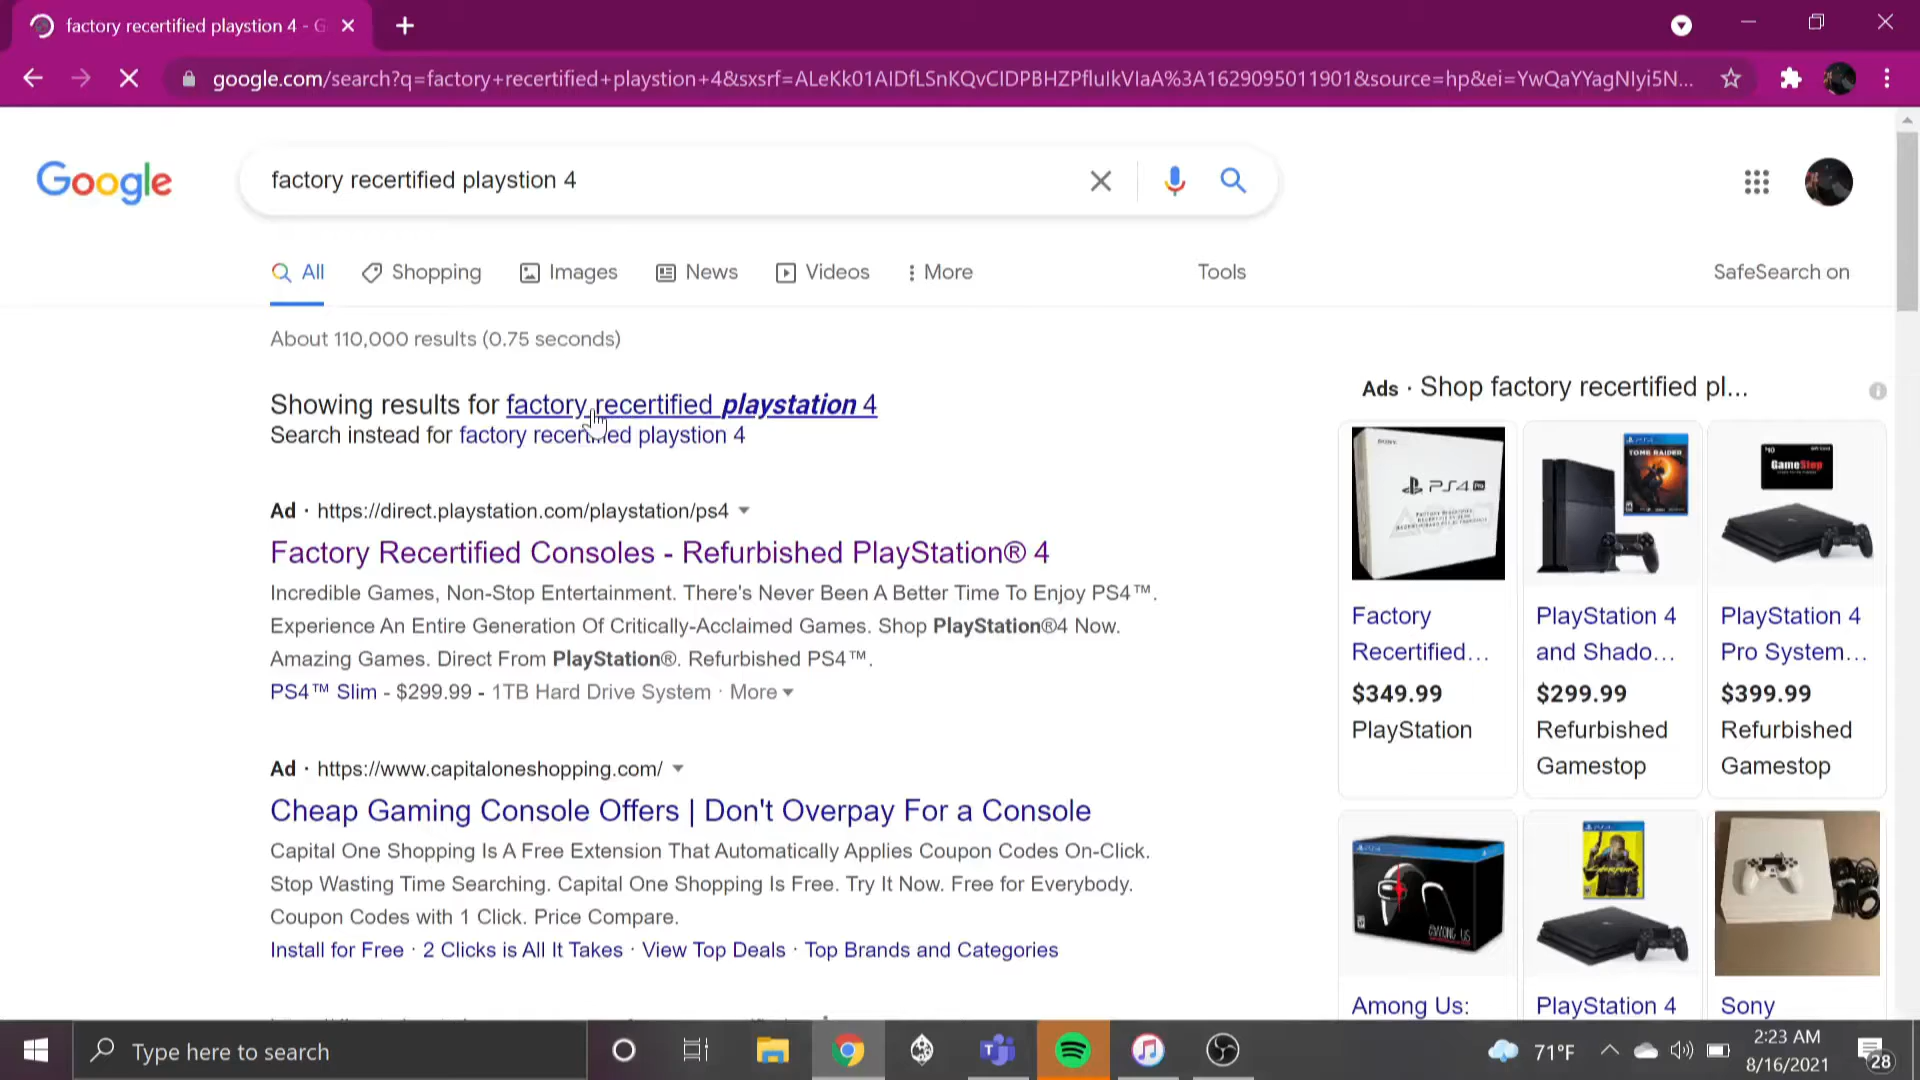 factory recertified playstion 4 - G
google.com/search?q=factory+recertified+playstion+4&sxsrf=ALeKk01AIDfLSnKQvCIDPBHZPfluIkVIaA%3A1629095011901&source=hp&ei=YwQaYYagNIyi5N...
Google
factory recertified playstion 4
All Shopping Images News Videos More Tools SafeSearch on
About 110,000 results (0.75 seconds)
Showing results for factory recertified playstation 4
Search instead for factory recertified playstion 4
Ad · https://direct.playstation.com/playstation/ps4
Factory Recertified Consoles - Refurbished PlayStation® 4
Incredible Games, Non-Stop Entertainment. There's Never Been A Better Time To Enjoy PS4™.
Experience An Entire Generation Of Critically-Acclaimed Games. Shop PlayStation®4 Now.
Amazing Games. Direct From PlayStation®. Refurbished PS4™.
PS4™ Slim - $299.99 - 1TB Hard Drive System · More
Ad · https://www.capitaloneshopping.com/
Cheap Gaming Console Offers | Don't Overpay For a Console
Capital One Shopping Is A Free Extension That Automatically Applies Coupon Codes On-Click.
Stop Wasting Time Searching. Capital One Shopping Is Free. Try It Now. Free for Everybody.
Coupon Codes with 1 Click. Price Compare.
Install for Free · 2 Clicks is All It Takes · View Top Deals · Top Brands and Categories
Ads · Shop factory recertified pl...
SONY
PS4 PRO
Factory
Recertified...
$349.99
PlayStation
TOMB RAIDER
PlayStation 4
and Shado...
$299.99
Refurbished
Gamestop
$10
GameStop
PlayStation 4
Pro System...
$399.99
Refurbished
Gamestop
AMONG US
Among Us:
PlayStation 4
Sony
Type here to search
71°F
2:23 AM
8/16/2021
28